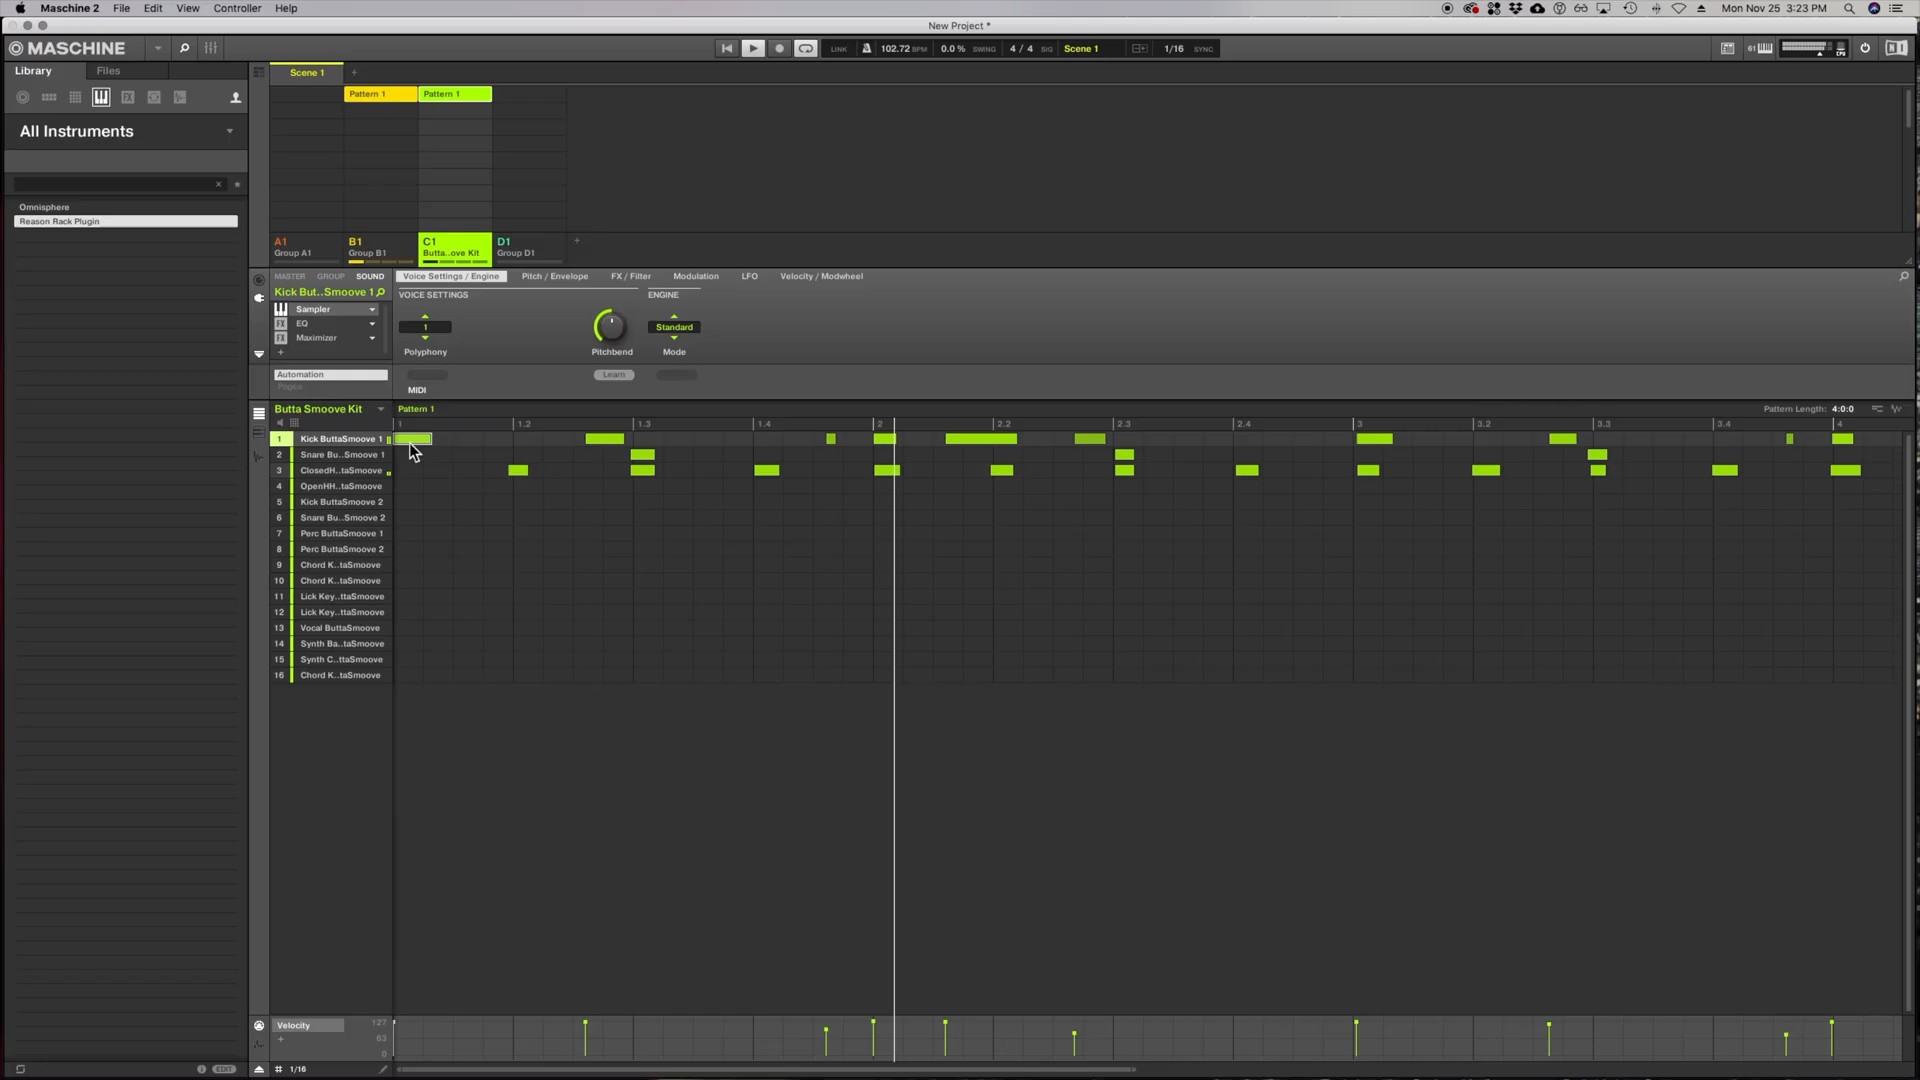 Maschine 2 File Edit View Controller Help Mon Nov 25 3:23 PM
New Project *
MASCHINE LINK 102.72 BPM 0.0 % SWING 4 / 4 SIG Scene 1 1/16 SYNC 61 CPU
Library Files
Scene 1 +
Pattern 1 Pattern 1
All Instruments
Omnisphere
Reason Rack Plugin
A1 B1 C1 D1 +
Group A1 Group B1 Butta..ove Kit Group D1
MASTER GROUP SOUND Voice Settings / Engine Pitch / Envelope FX / Filter Modulation LFO Velocity / Modwheel
Kick But..Smoove 1 VOICE SETTINGS ENGINE
Sampler
FX EQ 1 Standard
FX Maximizer
+ Polyphony Pitchbend Mode
Automation Learn
Pages
MIDI
Butta Smoove Kit Pattern 1 Pattern Length: 4:0:0
1 1.2 1.3 1.4 2 2.2 2.3 2.4 3 3.2 3.3 3.4 4
1 Kick ButtaSmoove 1
2 Snare Bu..Smoove 1
3 ClosedH..taSmoove
4 OpenHH..taSmoove
5 Kick ButtaSmoove 2
6 Snare Bu..Smoove 2
7 Perc ButtaSmoove 1
8 Perc ButtaSmoove 2
9 Chord K..taSmoove
10 Chord K..taSmoove
11 Lick Key..ttaSmoove
12 Lick Key..ttaSmoove
13 Vocal ButtaSmoove
14 Synth Ba..taSmoove
15 Synth C..ttaSmoove
16 Chord K..taSmoove
Velocity 127
+ 63
0
EDIT 1/16